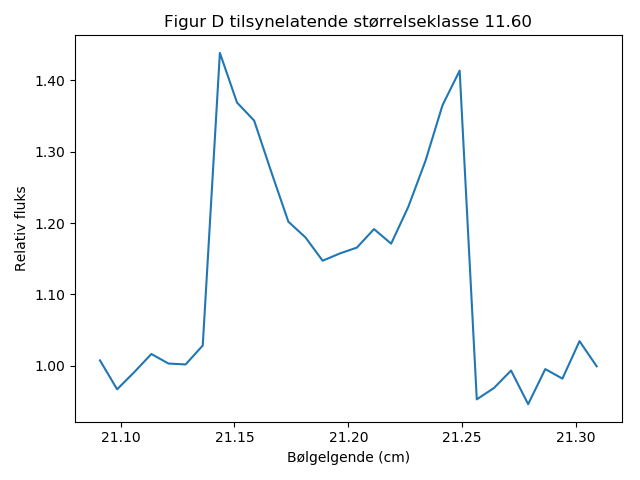 Figur D tilsynelatende størrelseklasse 11.60
Relativ fluks
1.40
1.30
1.20
1.10
1.00
21.10 21.15 21.20 21.25 21.30
Bølgelgende (cm)